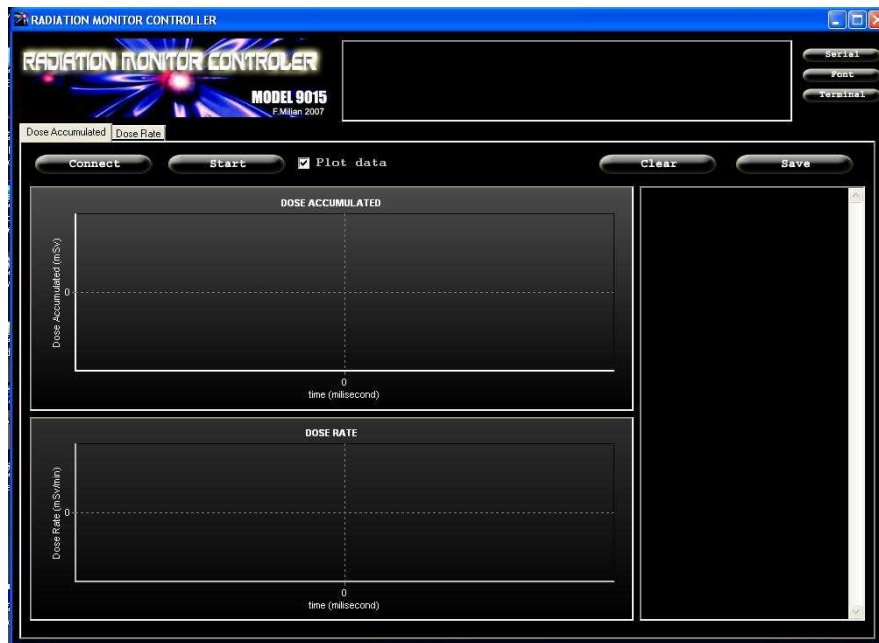 RADIATION MONITOR CONTROLLER
RADIATION MONITOR CONTROLER
MODEL 9015
F.Milian 2007
Serial
Font
Terminal
Dose Accumulated Dose Rate
Connect Start Plot data Clear Save
DOSE ACCUMULATED
Dose Accumulated (mSv)
0
0
time (milisecond)
DOSE RATE
Dose Rate (mSv/min)
0
0
time (milisecond)